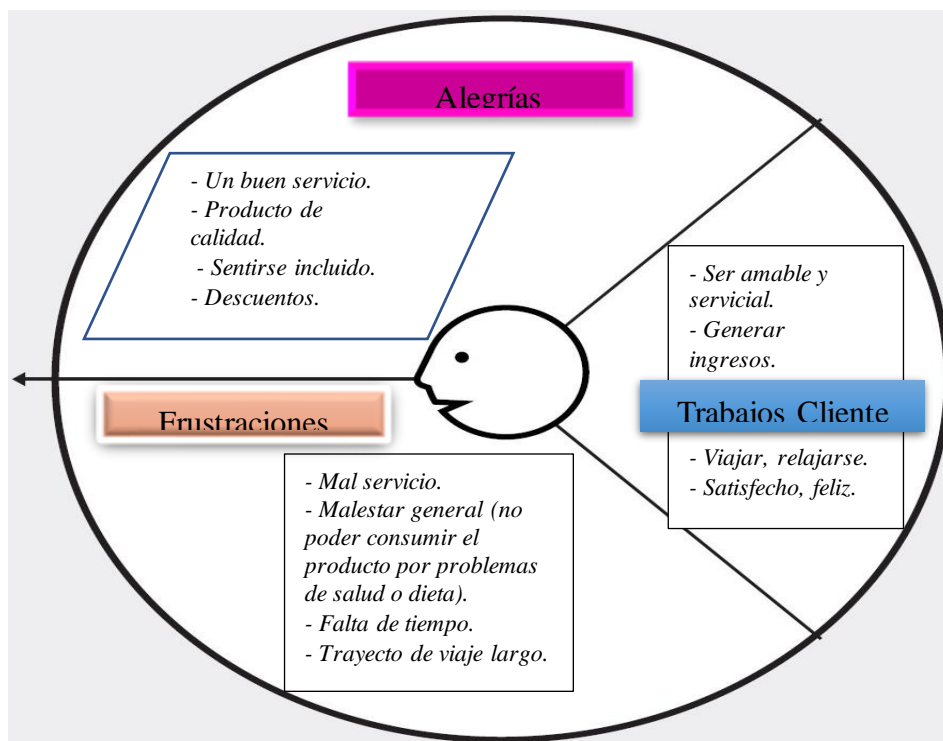 Alegrías
- Un buen servicio.
- Producto de
calidad.
- Sentirse incluido.
- Descuentos.
- Ser amable y
servicial.
- Generar
ingresos.
Trabajos Cliente
- Viajar, relajarse.
- Satisfecho, feliz.
Frustraciones
- Mal servicio.
- Malestar general (no
poder consumir el
producto por problemas
de salud o dieta).
- Falta de tiempo.
- Trayecto de viaje largo.